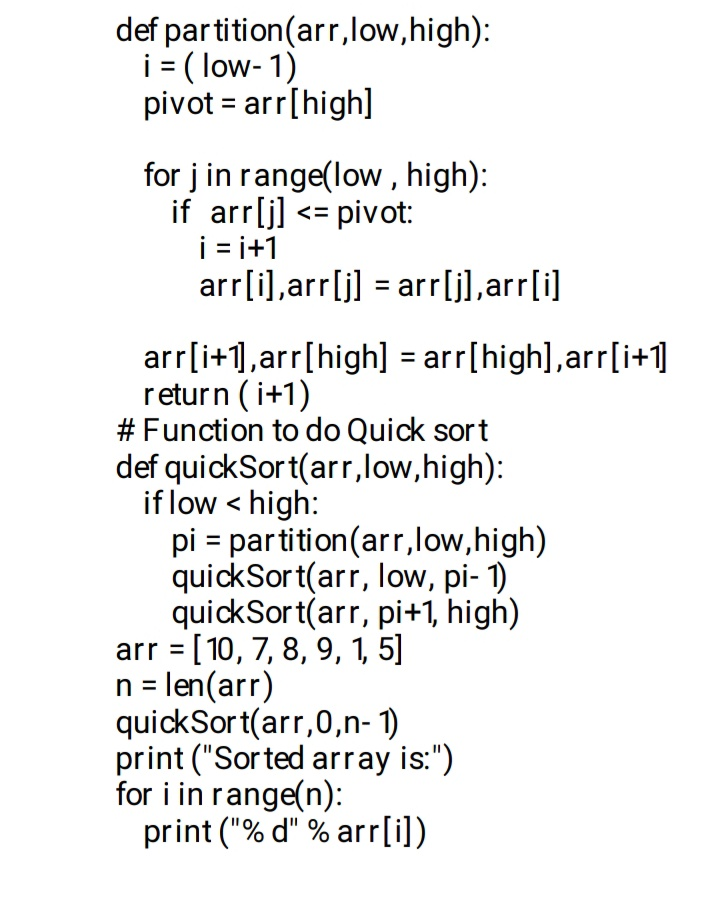 def partition(arr,low,high):
i = ( low- 1)
pivot = arr[high]
for j in range(low , high):
if arr[j] <= pivot:
i = i+1
arr[i],arr[j] = arr[j],arr[i]
arr[i+1],arr[high] = arr[high],arr[i+1]
return ( i+1)
# Function to do Quick sort
def quickSort(arr,low,high):
if low < high:
pi = partition(arr,low,high)
quickSort(arr, low, pi- 1)
quickSort(arr, pi+1, high)
arr = [ 10, 7, 8, 9, 1, 5]
n = len(arr)
quickSort(arr,0,n- 1)
print ("Sorted array is:")
for i in range(n):
print ("% d" % arr[i])